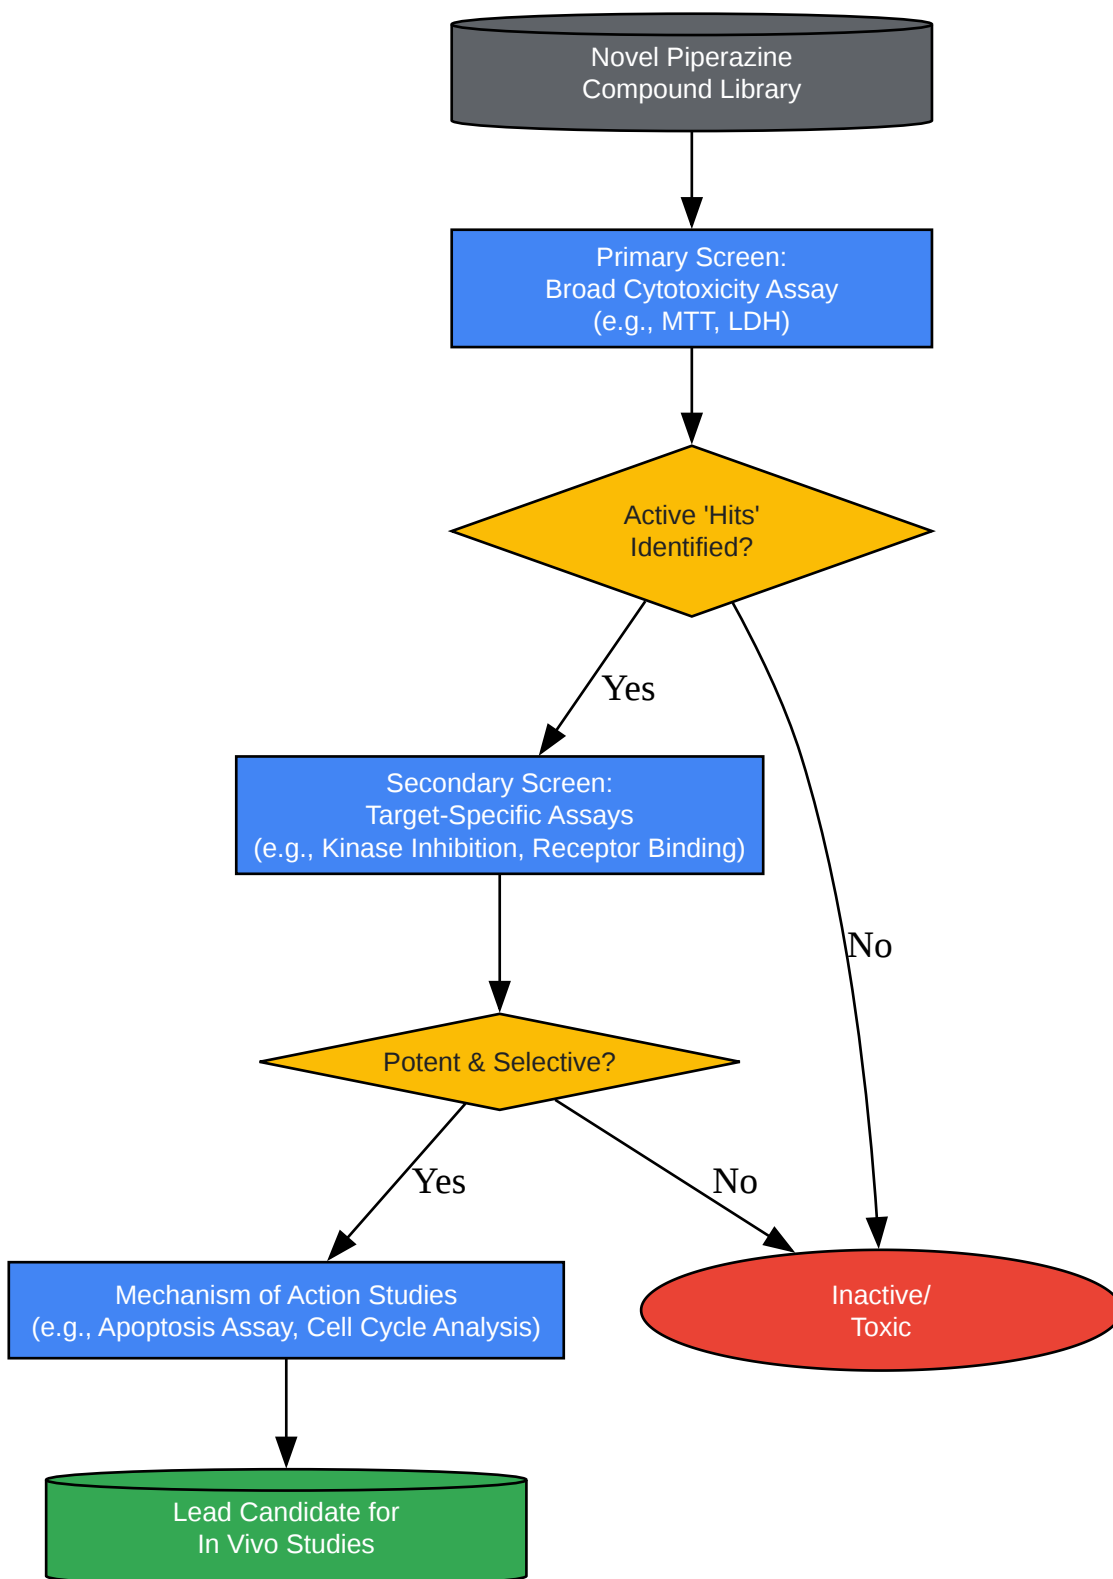 Novel Piperazine
Compound Library
Primary Screen:
Broad Cytotoxicity Assay
(e.g., MTT, LDH)
Active 'Hits'
Identified?
Yes
Secondary Screen:
Target-Specific Assays
(e.g., Kinase Inhibition, Receptor Binding)
No
Potent & Selective?
Yes
No
Mechanism of Action Studies
(e.g., Apoptosis Assay, Cell Cycle Analysis)
Inactive/
Toxic
Lead Candidate for
In Vivo Studies